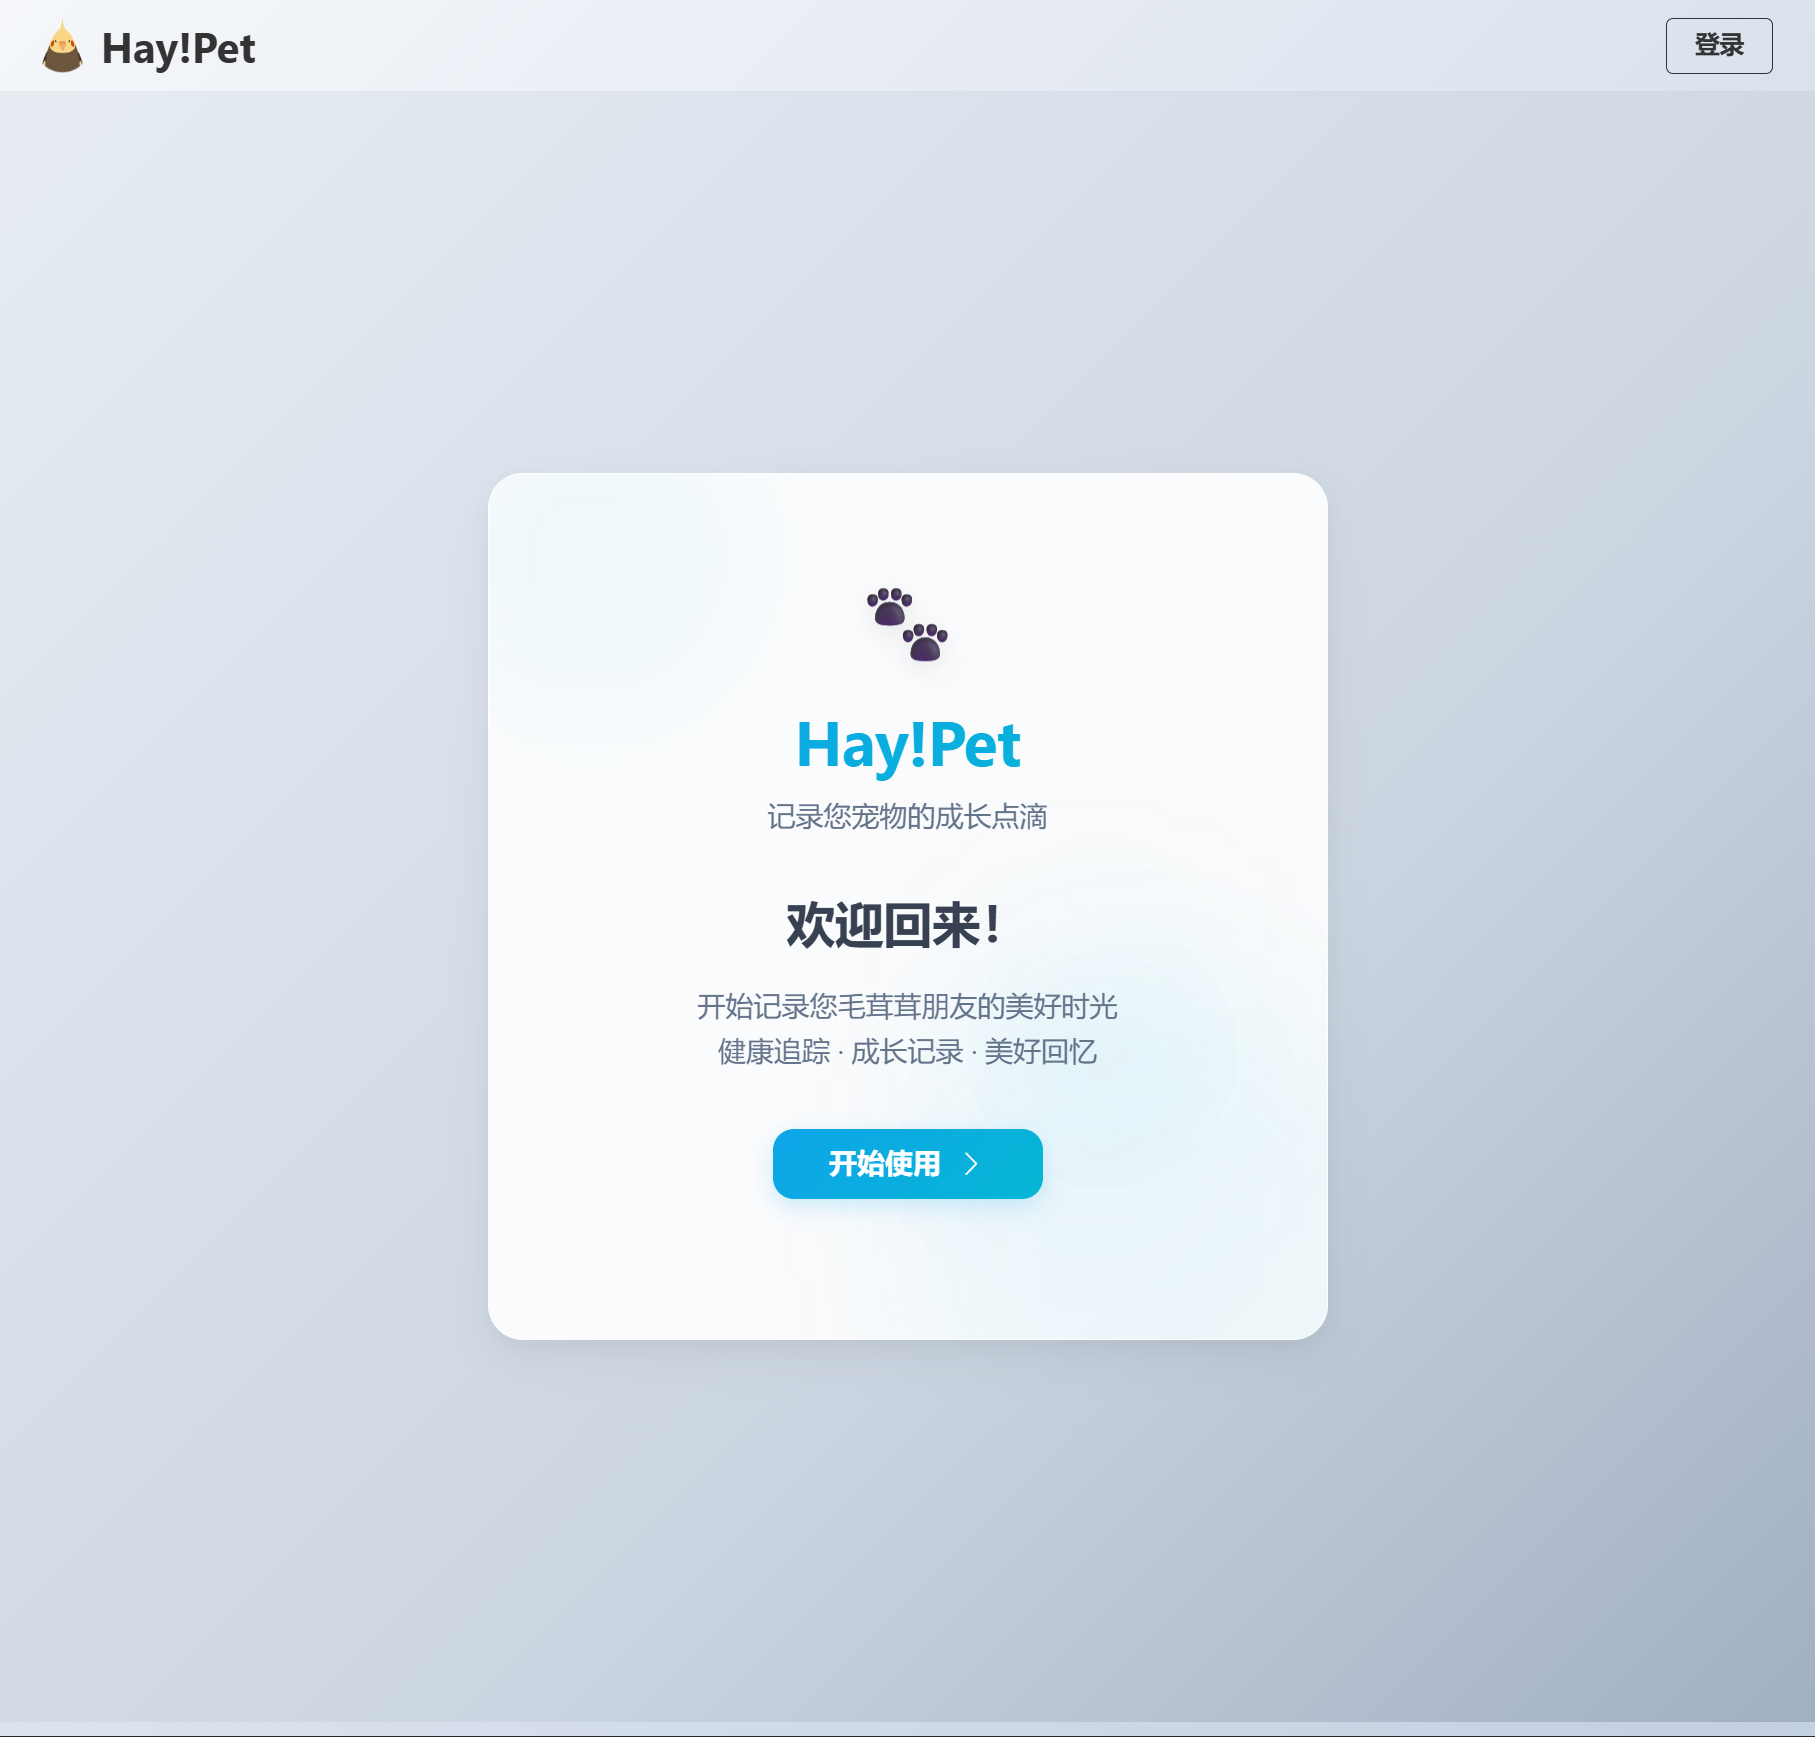 Hay!Pet
登录
Hay!Pet
记录您宠物的成长点滴
欢迎回来!
开始记录您毛茸茸朋友的美好时光
健康追踪 · 成长记录 · 美好回忆
开始使用